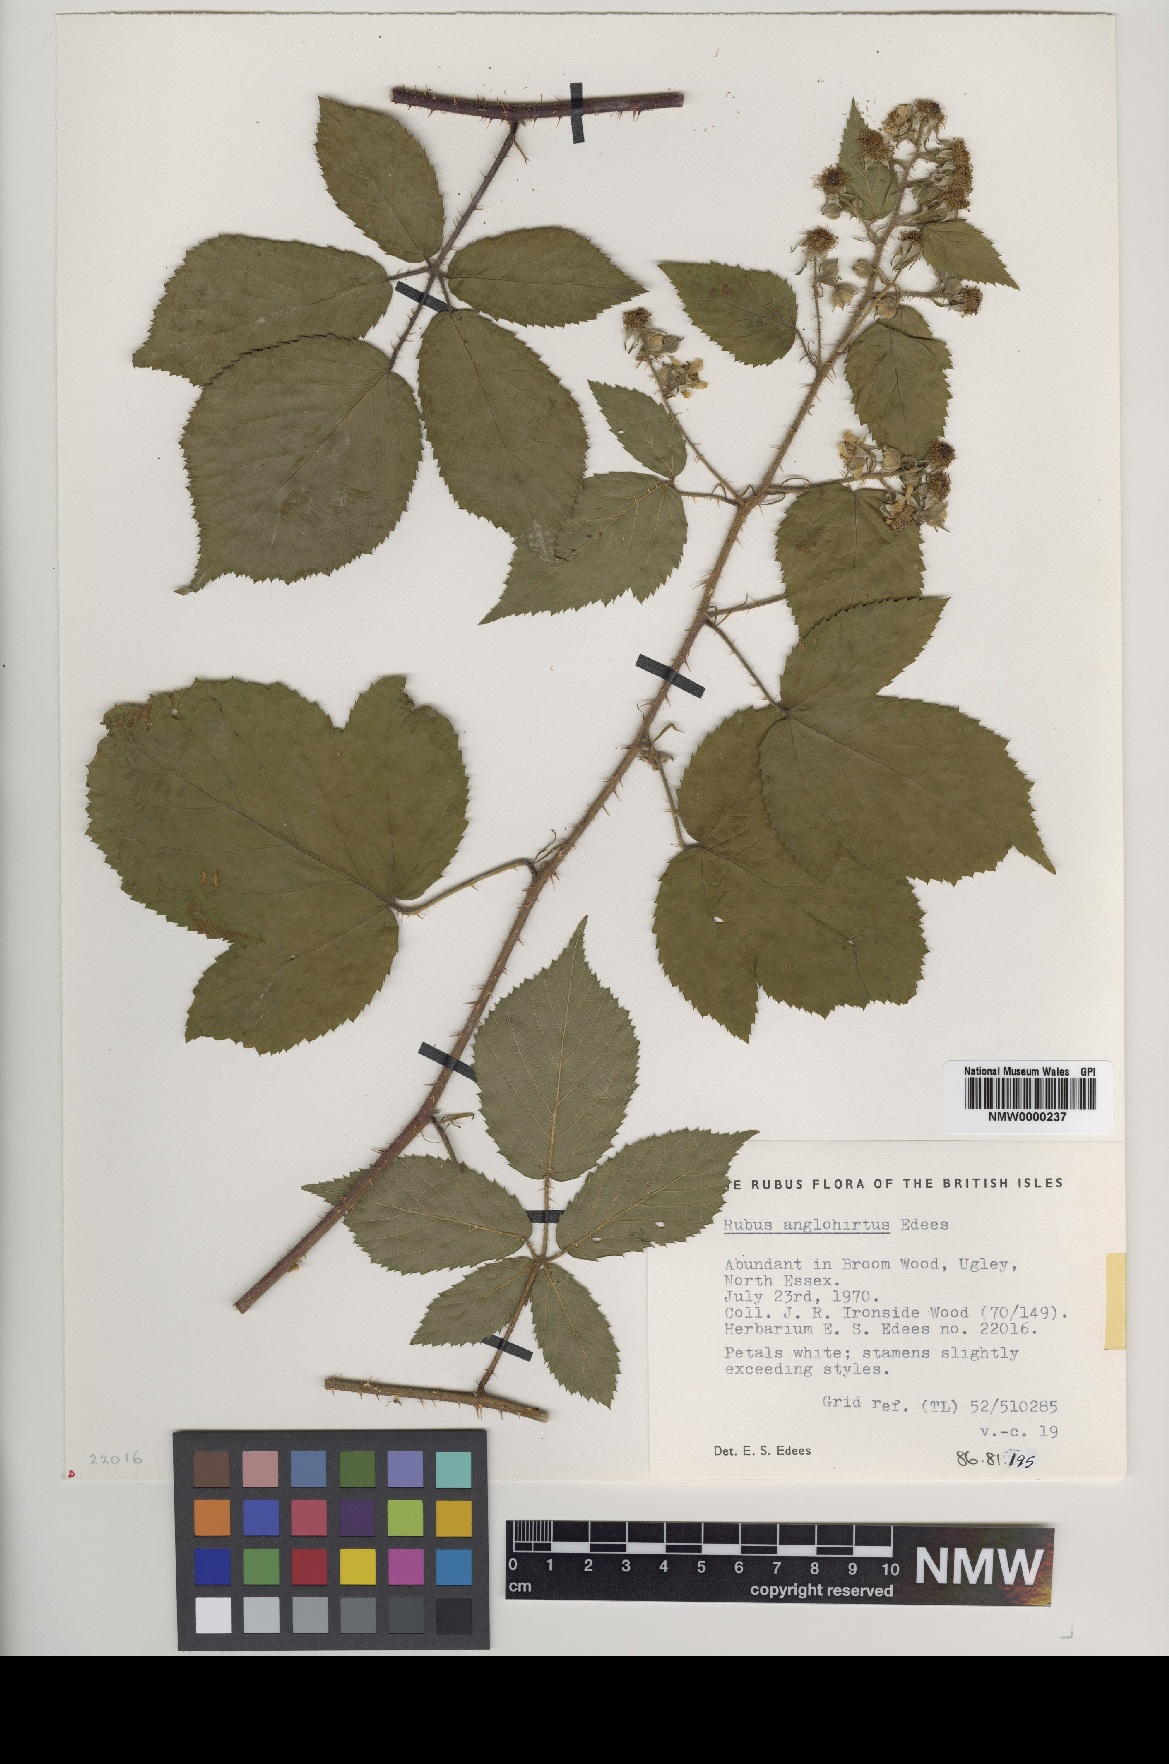 National Museum Wales GPI
NMW0000237
E RUBUS FLORA OF THE BRITISH ISLES
Rubus anglohirtus Edees
Abundant in Broom Wood, Ugley,
North Essex.
July 23rd, 1970.
Coll. J. R. Ironside Wood (70/149).
Herbarium E. S. Edees no. 22016.
Petals white; stamens slightly
exceeding styles.
Grid ref. (TL) 52/510285
v.-c. 19
Det. E. S. Edees
86.81.195
22016
0 1 2 3 4 5 6 7 8 9 10
cm
copyright reserved
NMW